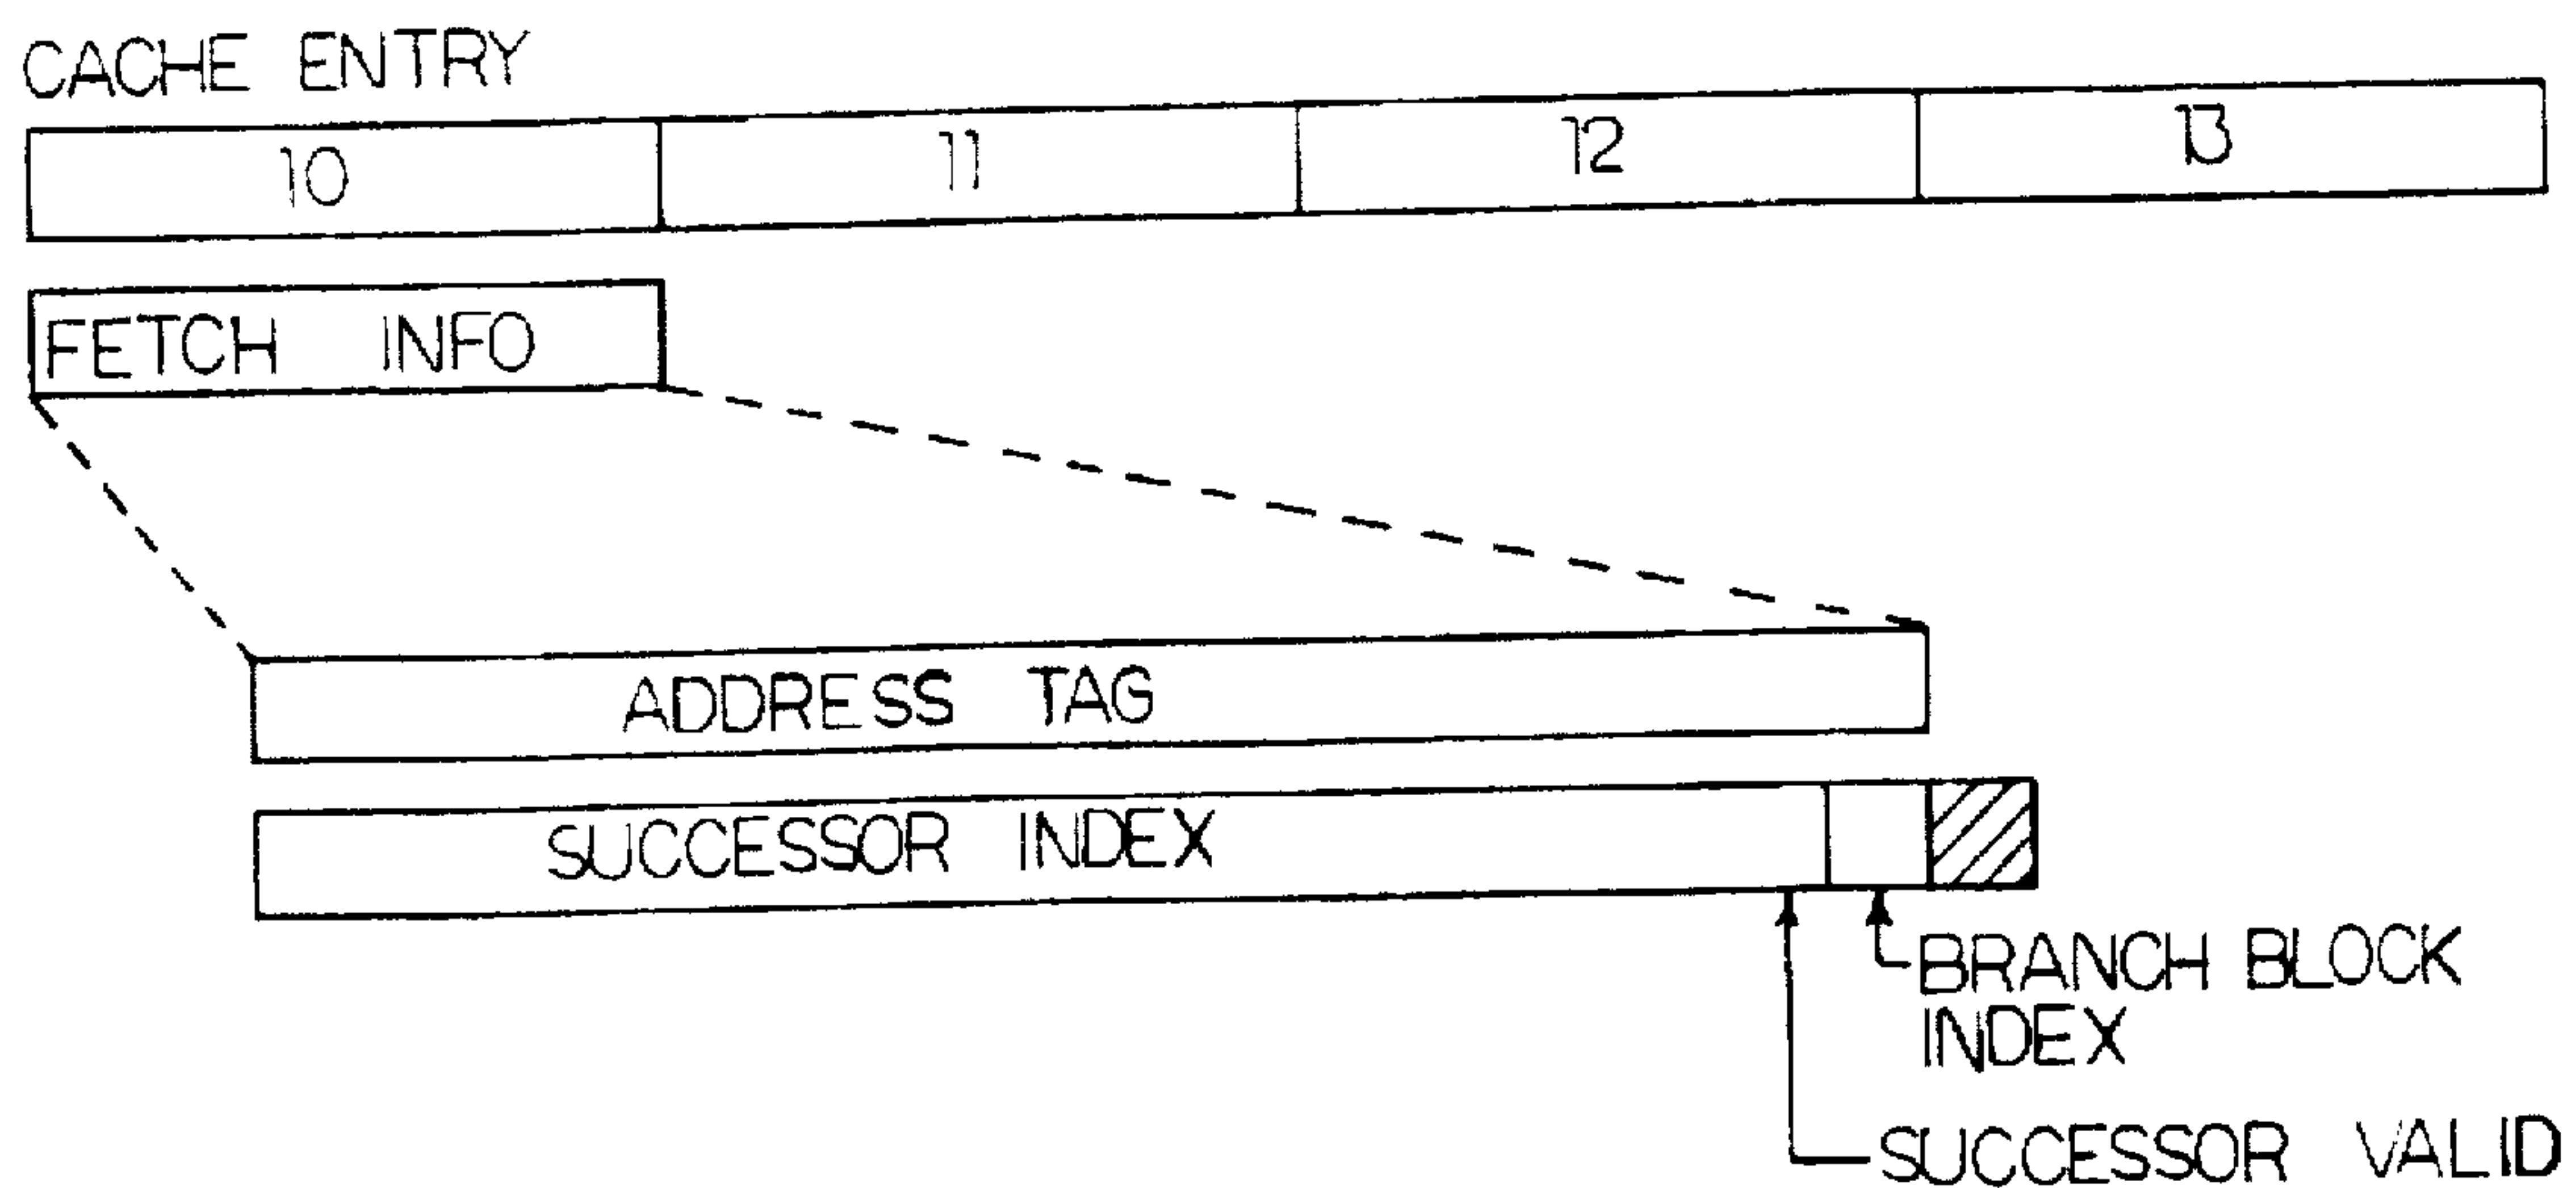 CACHE ENTRY
10 11 12 13
FETCH INFO
ADDRESS TAG
SUCCESSOR INDEX
BRANCH BLOCK
INDEX
SUCCESSOR VALID